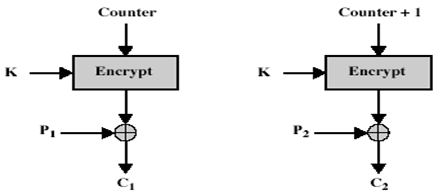 Counter Counter + 1
K Encrypt K Encrypt
P1 P2
C1 C2